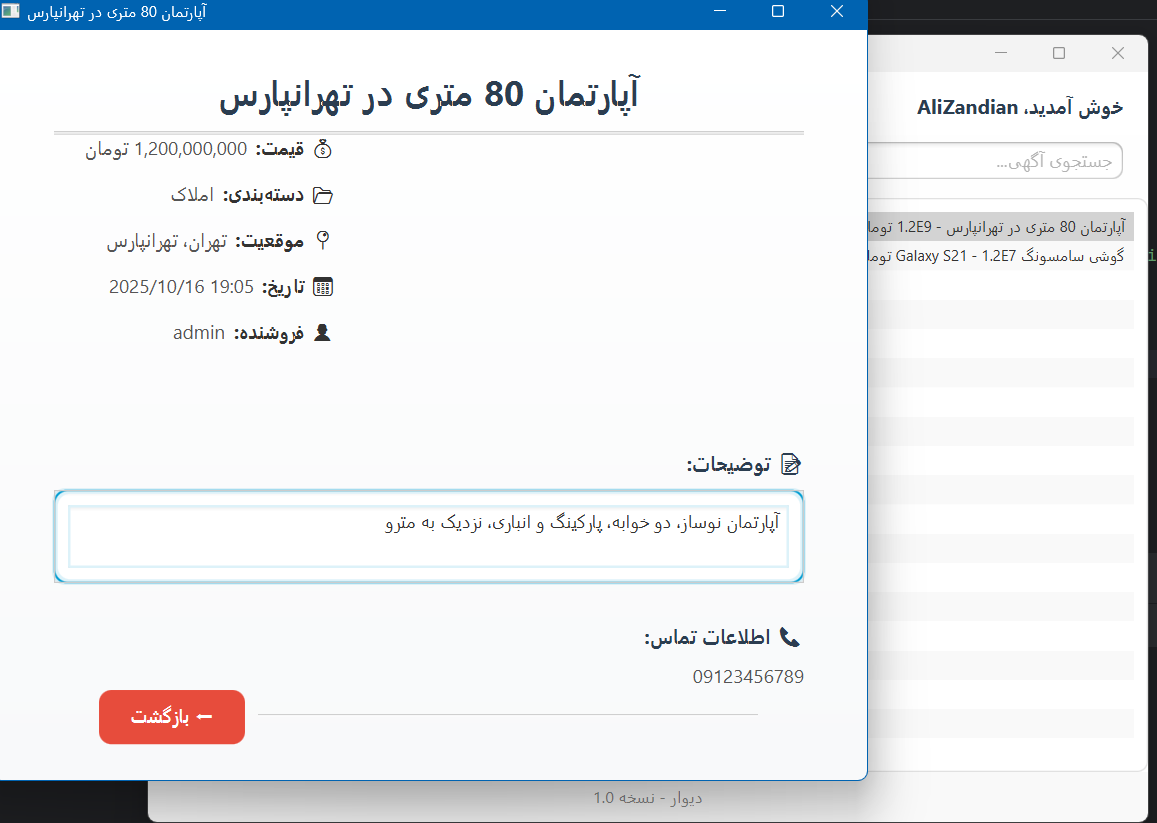 آپارتمان 80 متری در تهرانپارس
آپارتمان 80 متری در تهرانپارس
قیمت: 1,200,000,000 تومان
دسته‌بندی: املاک
موقعیت: تهران، تهرانپارس
تاریخ: 2025/10/16 19:05
فروشنده: admin
توضیحات:
آپارتمان نوساز، دو خوابه، پارکینگ و انباری، نزدیک به مترو
اطلاعات تماس:
09123456789
← بازگشت
خوش آمدید، AliZandian
جستجوی آگهی...
آپارتمان 80 متری در تهرانپارس - 1.2E9 توما
گوشی سامسونگ Galaxy S21 - 1.2E7 توما
دیوار - نسخه 1.0